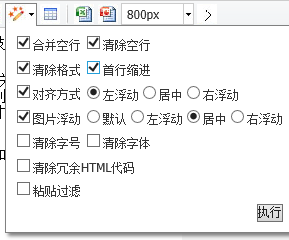 800px
合并空行 清除空行
清除格式 首行缩进
对齐方式 左浮动 居中 右浮动
图片浮动 默认 左浮动 居中 右浮动
清除字号 清除字体
清除冗余HTML代码
粘贴过滤
执行